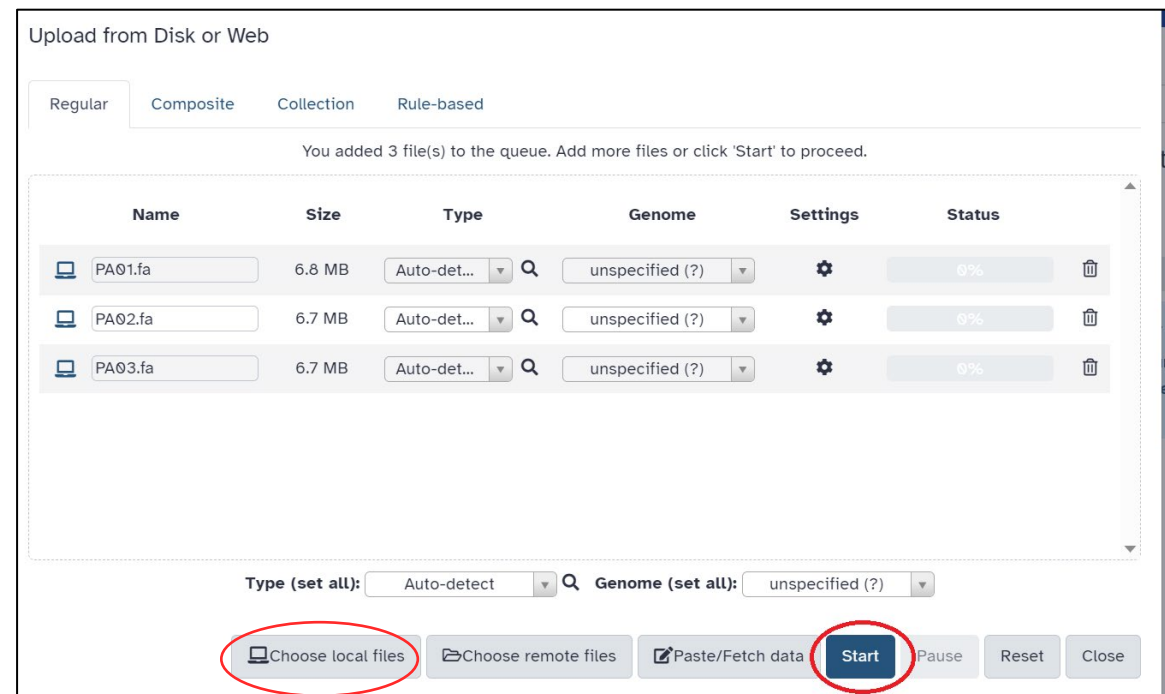 Upload from Disk or Web
Regular Composite Collection Rule-based
You added 3 file(s) to the queue. Add more files or click 'Start' to proceed.
Name Size Type Genome Settings Status
PA01.fa 6.8 MB Auto-det... unspecified (?) 0%
PA02.fa 6.7 MB Auto-det... unspecified (?) 0%
PA03.fa 6.7 MB Auto-det... unspecified (?) 0%
Type (set all): Auto-detect Genome (set all): unspecified (?)
Choose local files Choose remote files Paste/Fetch data Start Pause Reset Close